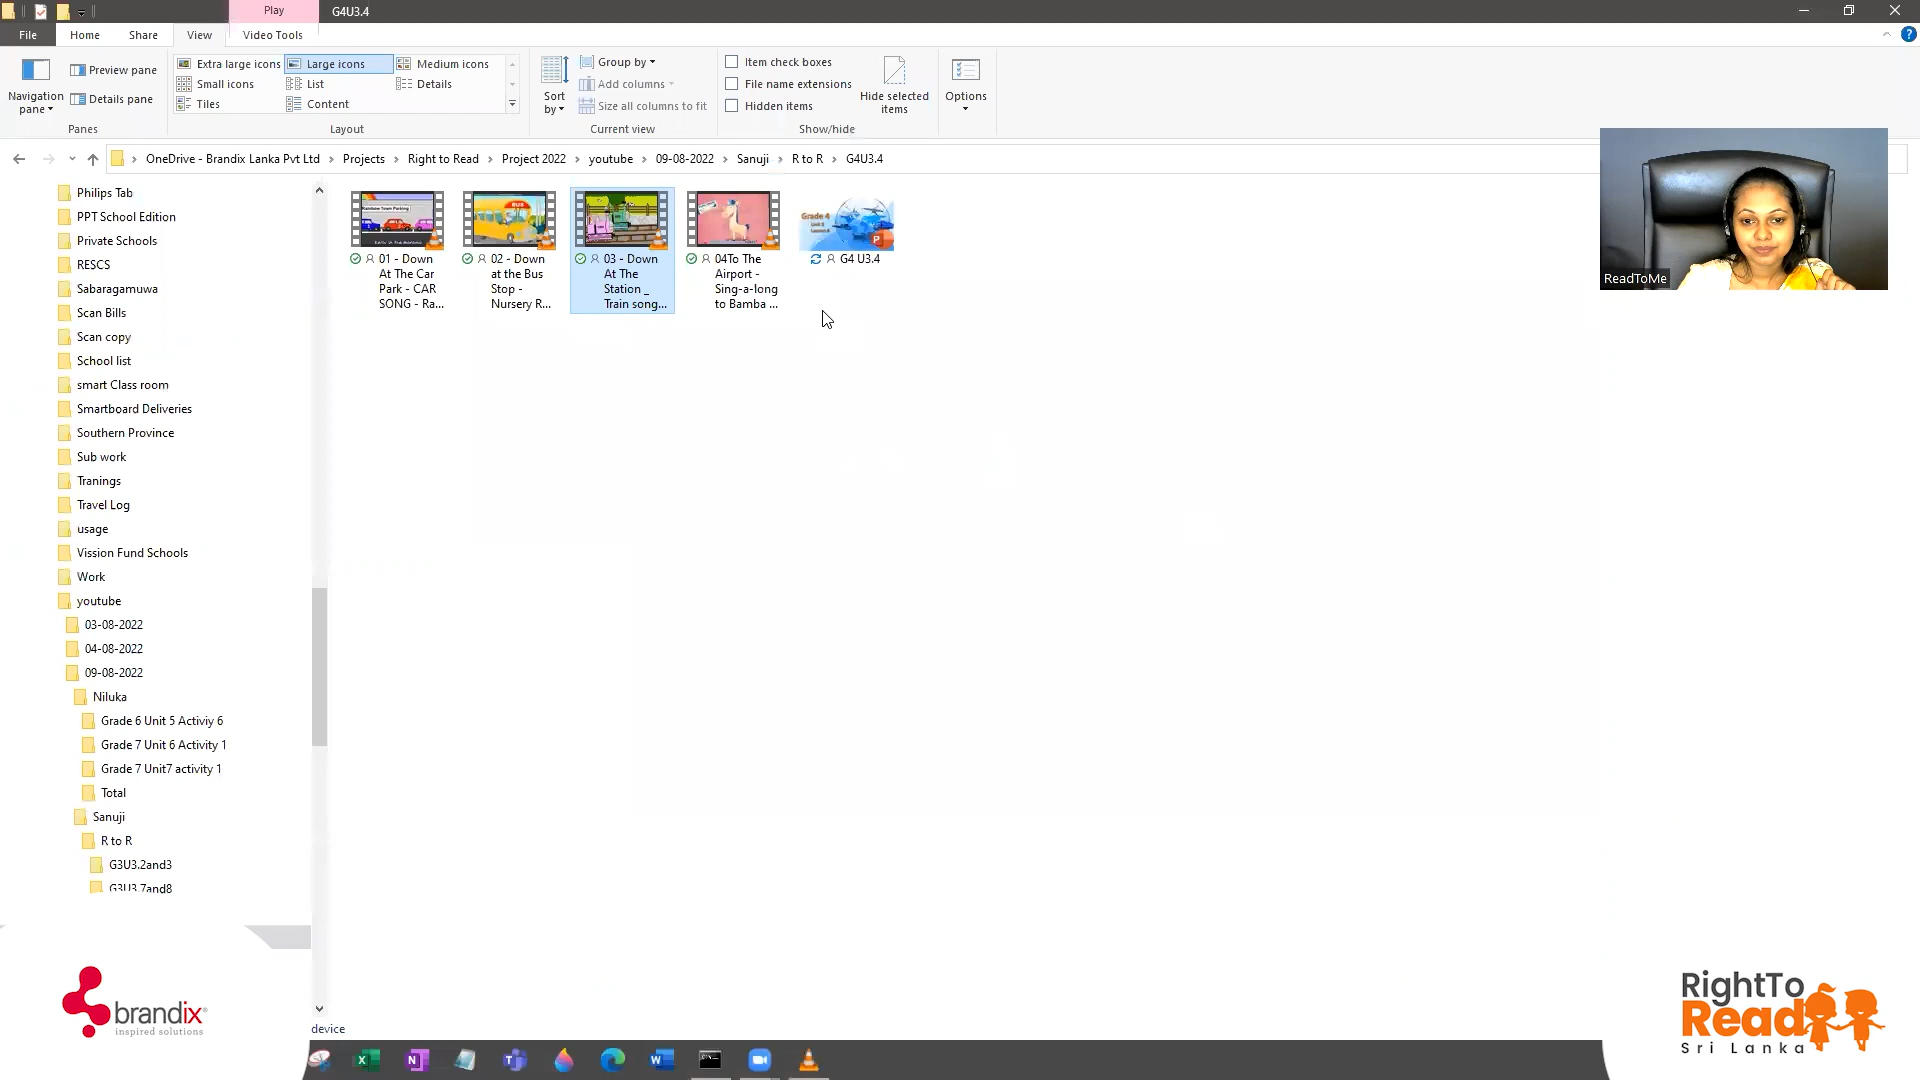 Play
G4U3.4
File
Home
Share
View
Video Tools
Extra large icons
Large icons
Medium icons
Small icons
List
Details
Tiles
Content
Preview pane
Details pane
Navigation pane
Sort by
Group by
Add columns
Size all columns to fit
Item check boxes
File name extensions
Hidden items
Hide selected items
Options
Panes
Layout
Current view
Show/hide
OneDrive - Brandix Lanka Pvt Ltd
Projects
Right to Read
Project 2022
youtube
09-08-2022
Sanuji
R to R
G4U3.4
Philips Tab
PPT School Edition
Private Schools
RESCS
Sabaragamuwa
Scan Bills
Scan copy
School list
smart Class room
Smartboard Deliveries
Southern Province
Sub work
Tranings
Travel Log
usage
Vission Fund Schools
Work
youtube
03-08-2022
04-08-2022
09-08-2022
Niluka
Grade 6 Unit 5 Activiy 6
Grade 7 Unit 6 Activity 1
Grade 7 Unit7 activity 1
Total
Sanuji
R to R
G3U3.2and3
G3U3.7and8
BUS
Grade 4
01 - Down
At The Car
Park - CAR
SONG - Ra...
02 - Down
at the Bus
Stop -
Nursery R...
03 - Down
At The
Station _
Train song...
04To The
Airport -
Sing-a-long
to Bamba ...
G4 U3.4
ReadToMe
device
brandix
inspired solutions
RightTo
Read
Sri Lanka